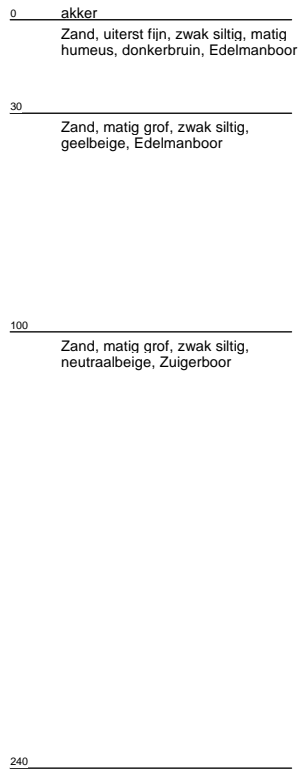 0 akker
Zand, uiterst fijn, zwak siltig, matig
humeus, donkerbruin, Edelmanboor
30
Zand, matig grof, zwak siltig,
geelbeige, Edelmanboor
100
Zand, matig grof, zwak siltig,
neutraalbeige, Zuigerboor
240